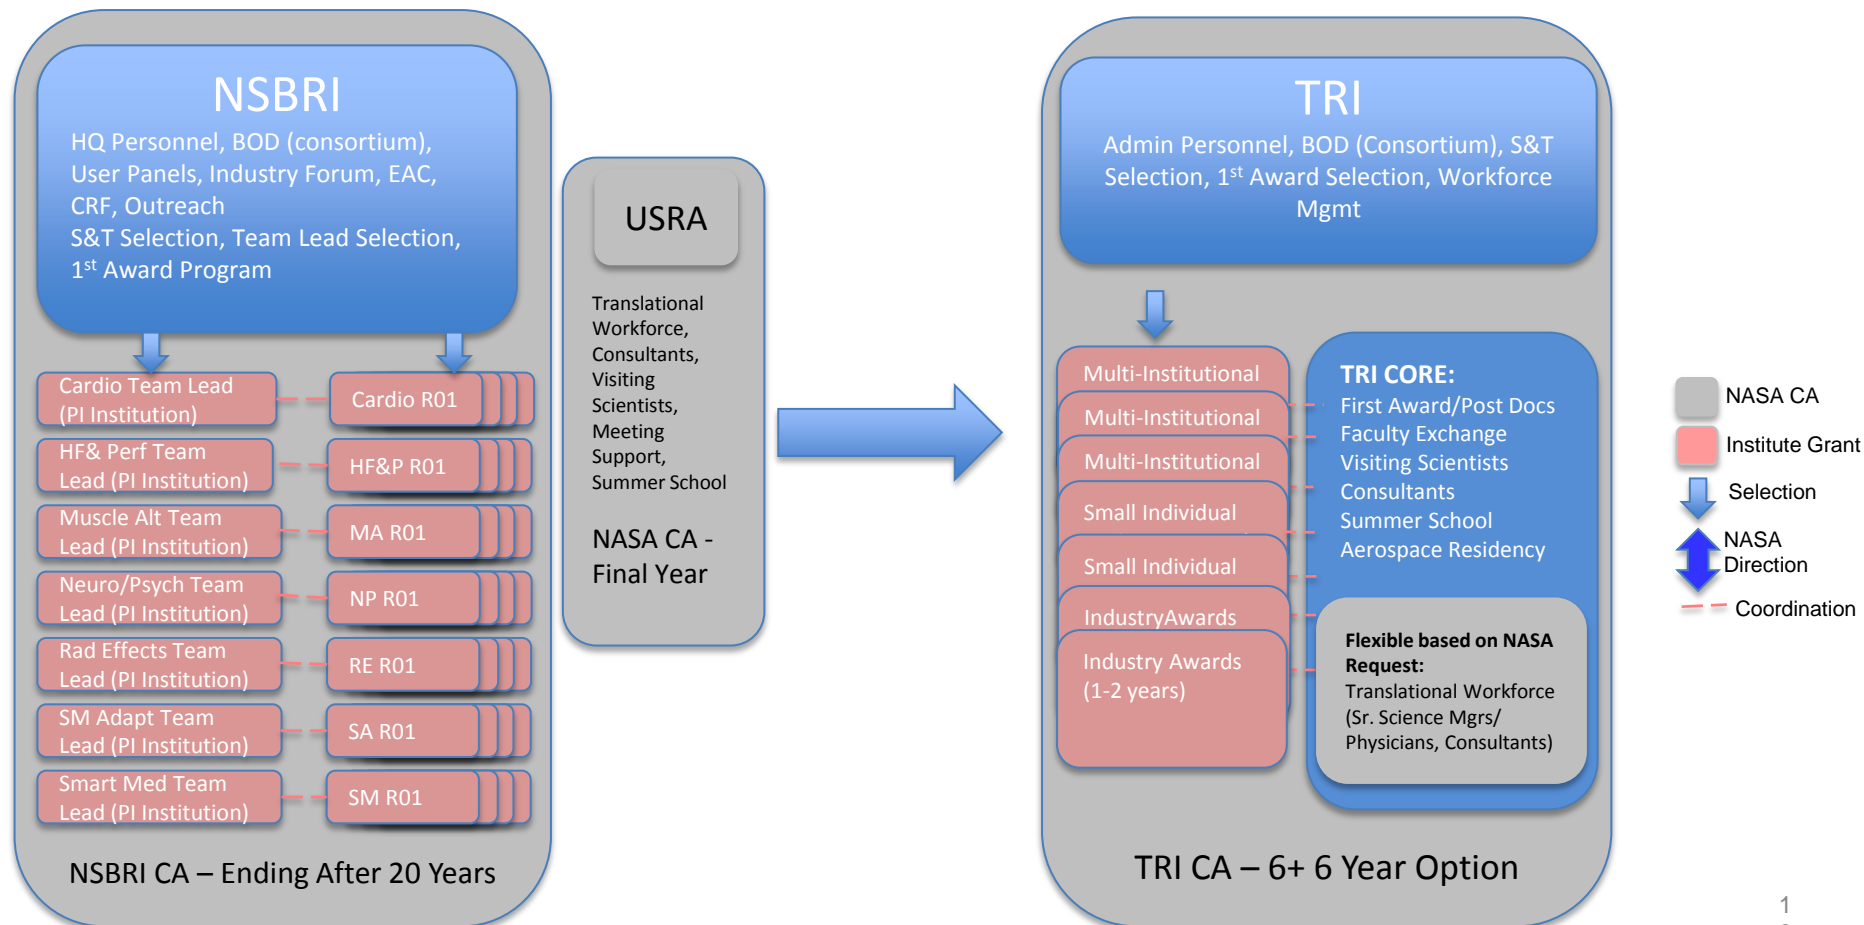 NSBRI
HQ Personnel, BOD (consortium),
User Panels, Industry Forum, EAC,
CRF, Outreach
S&T Selection, Team Lead Selection,
1st Award Program
Cardio Team Lead
(PI Institution)
Cardio R01
HF& Perf Team
Lead (PI Institution)
HF&P R01
Muscle Alt Team
Lead (PI Institution)
MA R01
Neuro/Psych Team
Lead (PI Institution)
NP R01
Rad Effects Team
Lead (PI Institution)
RE R01
SM Adapt Team
Lead (PI Institution)
SA R01
Smart Med Team
Lead (PI Institution)
SM R01
NSBRI CA – Ending After 20 Years
USRA
Translational
Workforce,
Consultants,
Visiting
Scientists,
Meeting
Support,
Summer School
NASA CA -
Final Year
TRI
Admin Personnel, BOD (Consortium), S&T
Selection, 1st Award Selection, Workforce
Mgmt
Multi-Institutional
Multi-Institutional
Multi-Institutional
Small Individual
Small Individual
IndustryAwards
Industry Awards
(1-2 years)
TRI CORE:
First Award/Post Docs
Faculty Exchange
Visiting Scientists
Consultants
Summer School
Aerospace Residency
Flexible based on NASA
Request:
Translational Workforce
(Sr. Science Mgrs/
Physicians, Consultants)
TRI CA – 6+ 6 Year Option
NASA CA
Institute Grant
Selection
NASA
Direction
Coordination
1